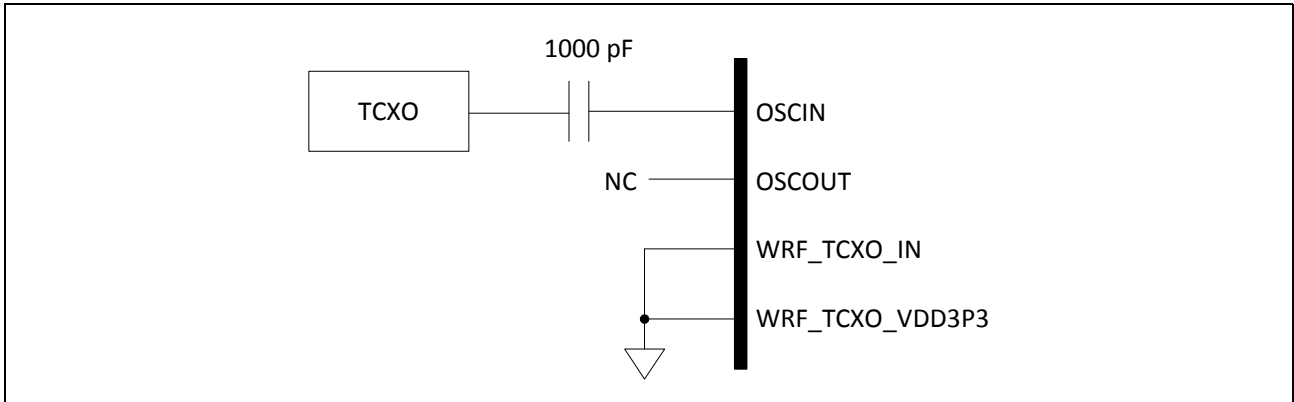 1000 pF
TCXO
OSCIN
NC
OSCOUT
WRF_TCXO_IN
WRF_TCXO_VDD3P3